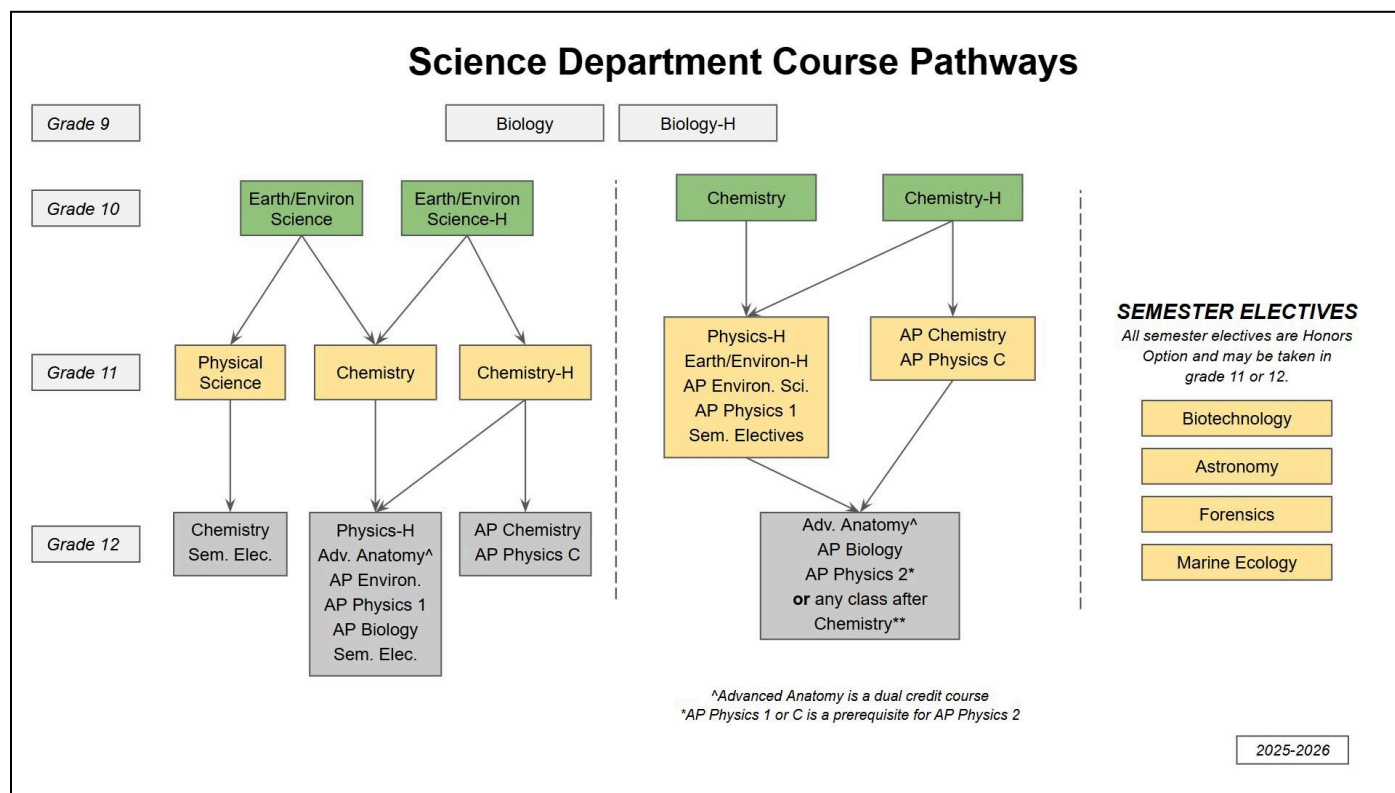 Science Department Course Pathways
Grade 9
Biology
Biology-H
Grade 10
Earth/Environ
Science
Earth/Environ
Science-H
Chemistry
Chemistry-H
Grade 11
Physical
Science
Chemistry
Chemistry-H
Physics-H
Earth/Environ-H
AP Environ. Sci.
AP Physics 1
Sem. Electives
AP Chemistry
AP Physics C
Grade 12
Chemistry
Sem. Elec.
Physics-H
Adv. Anatomy^
AP Environ.
AP Physics 1
AP Biology
Sem. Elec.
AP Chemistry
AP Physics C
Adv. Anatomy^
AP Biology
AP Physics 2*
or any class after
Chemistry**
^Advanced Anatomy is a dual credit course
*AP Physics 1 or C is a prerequisite for AP Physics 2
SEMESTER ELECTIVES
All semester electives are Honors
Option and may be taken in
grade 11 or 12.
Biotechnology
Astronomy
Forensics
Marine Ecology
2025-2026